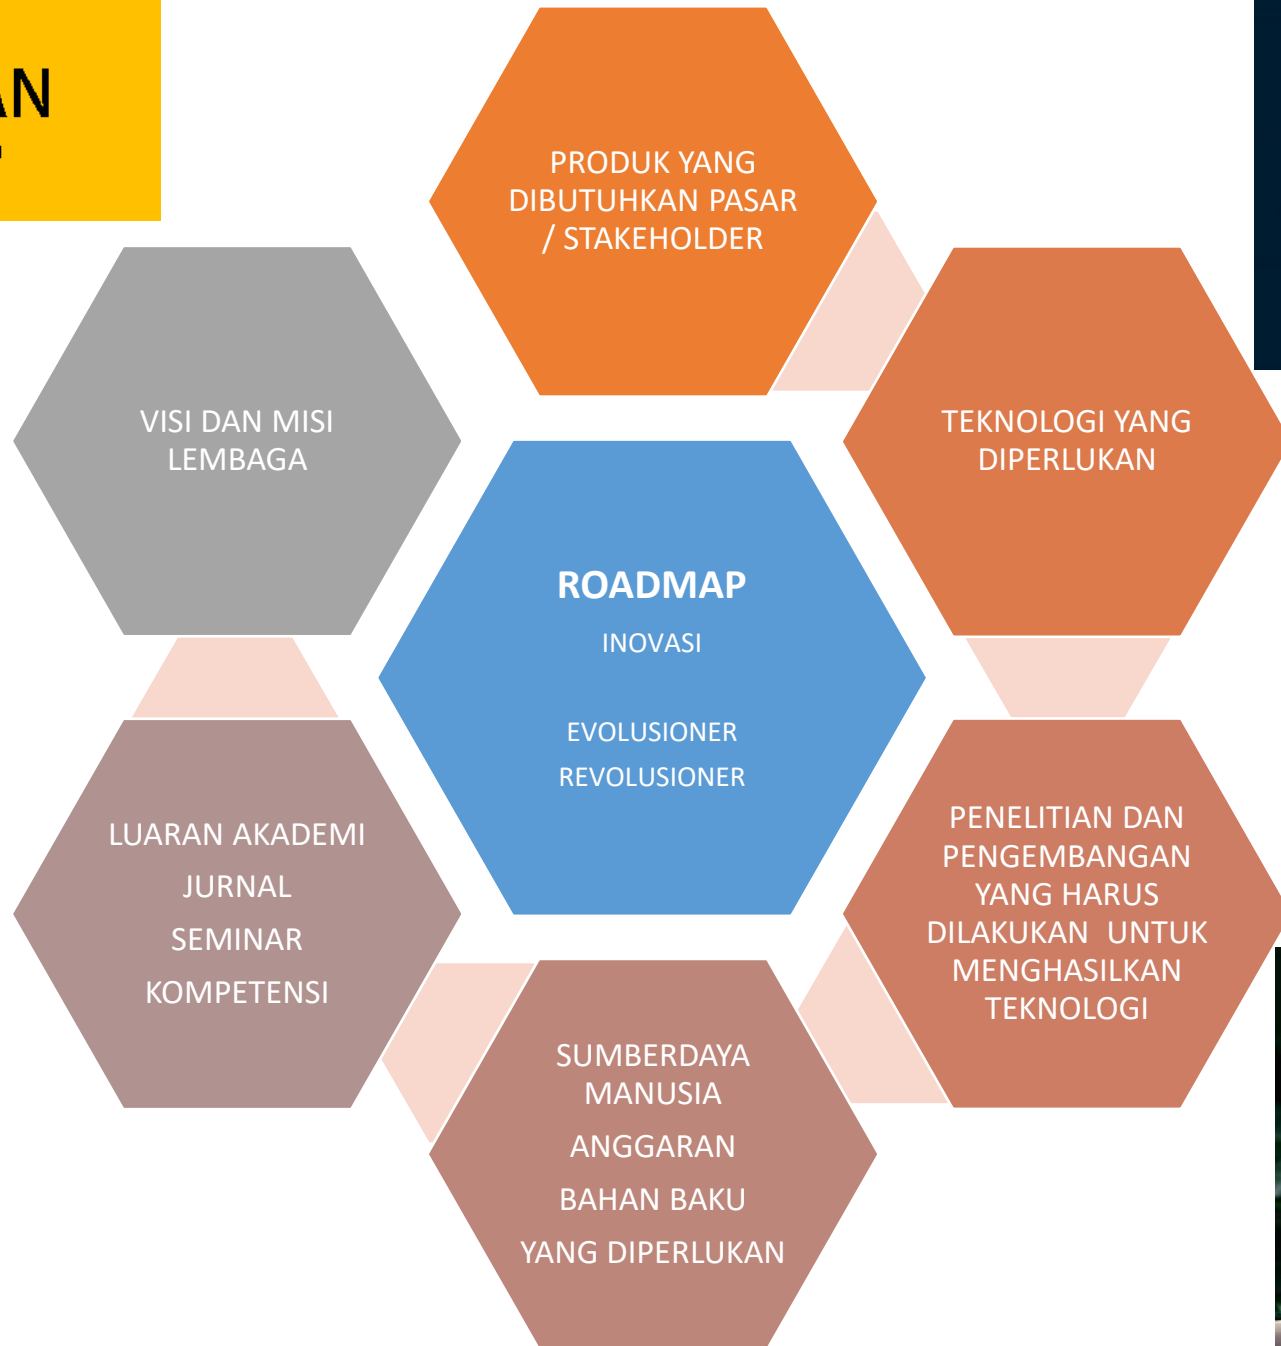 PRODUK YANG
DIBUTUHKAN PASAR
/ STAKEHOLDER
TEKNOLOGI YANG
DIPERLUKAN
PENELITIAN DAN
PENGEMBANGAN
YANG HARUS
DILAKUKAN UNTUK
MENGHASILKAN
TEKNOLOGI
SUMBERDAYA
MANUSIA
ANGGARAN
BAHAN BAKU
YANG DIPERLUKAN
LUARAN AKADEMI
JURNAL
SEMINAR
KOMPETENSI
VISI DAN MISI
LEMBAGA
ROADMAP
INOVASI
EVOLUSIONER
REVOLUSIONER